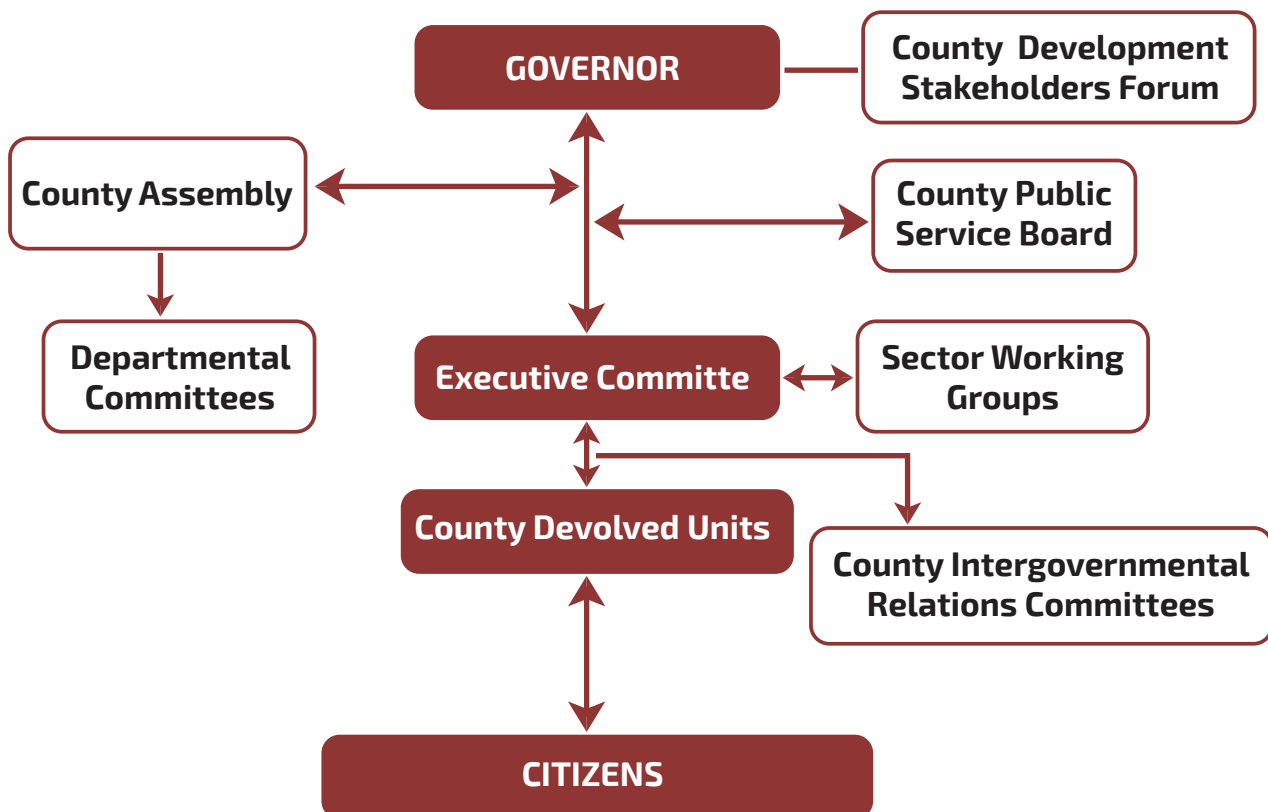 GOVERNOR
County Development
Stakeholders Forum
County Assembly
County Public
Service Board
Departmental
Committees
Executive Committe
Sector Working
Groups
County Devolved Units
County Intergovernmental
Relations Committees
CITIZENS